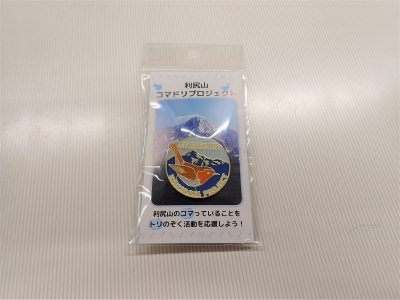 利尻山
コマドリプロジェクト
MT. RISHIRI
利尻山のコマっていることを
トリのぞく活動を応援しよう！